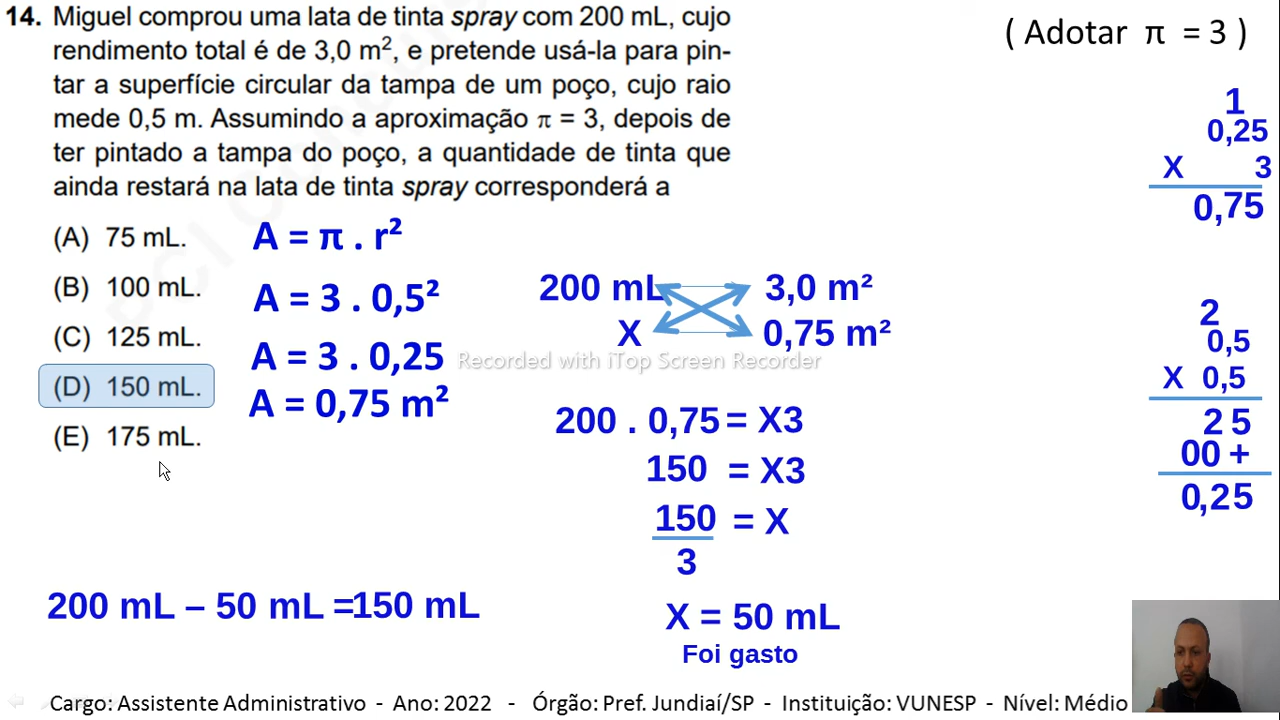 14. Miguel comprou uma lata de tinta spray com 200 mL, cujo
rendimento total é de 3,0 m², e pretende usá-la para pin-
tar a superfície circular da tampa de um poço, cujo raio
mede 0,5 m. Assumindo a aproximação π = 3, depois de
ter pintado a tampa do poço, a quantidade de tinta que
ainda restará na lata de tinta spray corresponderá a
(A) 75 mL.
(B) 100 mL.
(C) 125 mL.
(D) 150 mL.
(E) 175 mL.
A = π . r²
A = 3 . 0,5²
A = 3 . 0,25
A = 0,75 m²
200 mL 3,0 m²
X 0,75 m²
Recorded with iTop Screen Recorder
200 . 0,75 = X3
150 = X3
150 = X
3
X = 50 mL
Foi gasto
200 mL – 50 mL =150 mL
( Adotar π = 3 )
1
0,25
X 3
0,75
2
0,5
X 0,5
2 5
00 +
0,25
Cargo: Assistente Administrativo - Ano: 2022 - Órgão: Pref. Jundiaí/SP - Instituição: VUNESP - Nível: Médio